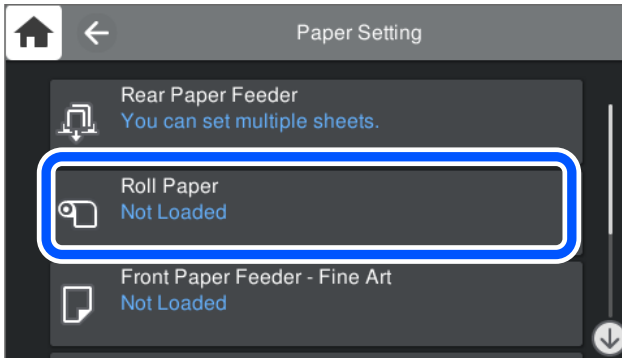 Paper Setting
Rear Paper Feeder
You can set multiple sheets.
Roll Paper
Not Loaded
Front Paper Feeder - Fine Art
Not Loaded